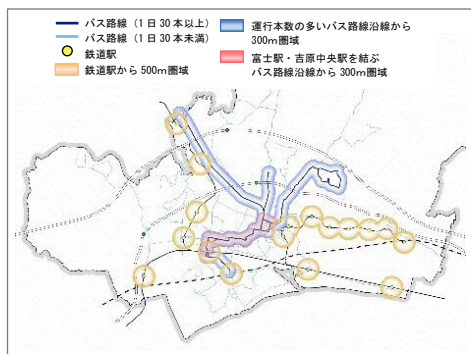 バス路線（1日30本以上）
バス路線（1日30本未満）
鉄道駅
鉄道駅から500m圏域
運行本数の多いバス路線沿線から
300m圏域
富士駅・吉原中央駅を結ぶ
バス路線沿線から300m圏域